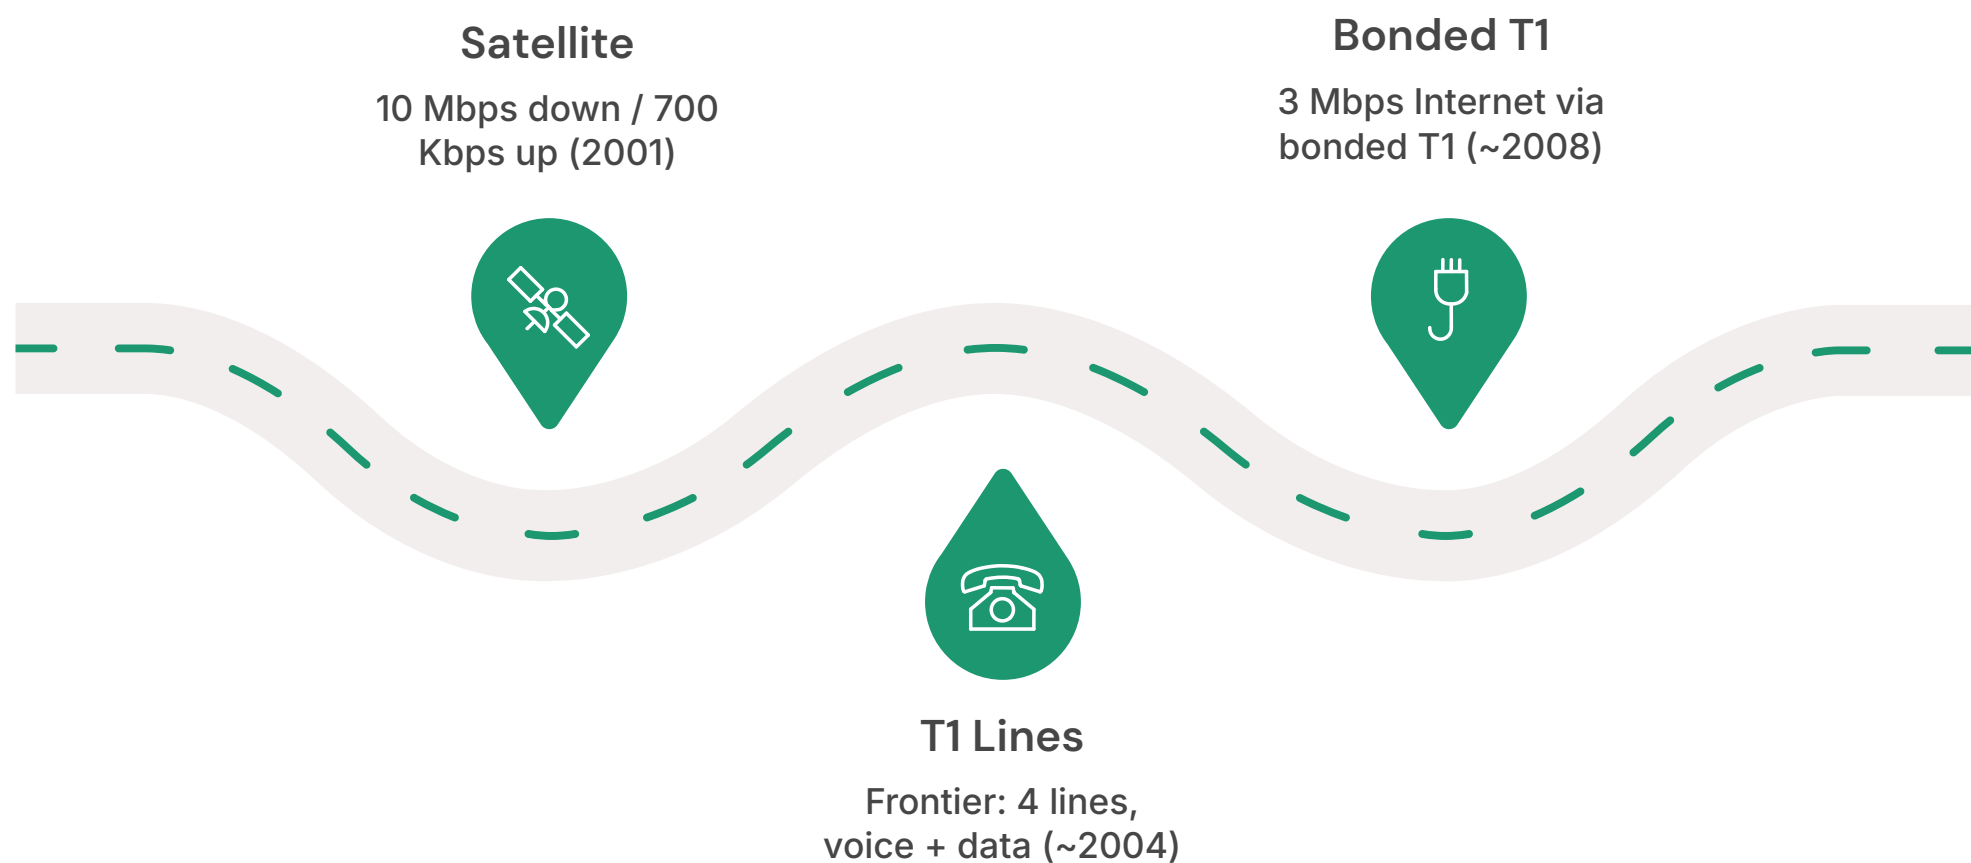 Satellite
10 Mbps down / 700
Kbps up (2001)
Bonded T1
3 Mbps Internet via
bonded T1 (~2008)
T1 Lines
Frontier: 4 lines,
voice + data (~2004)